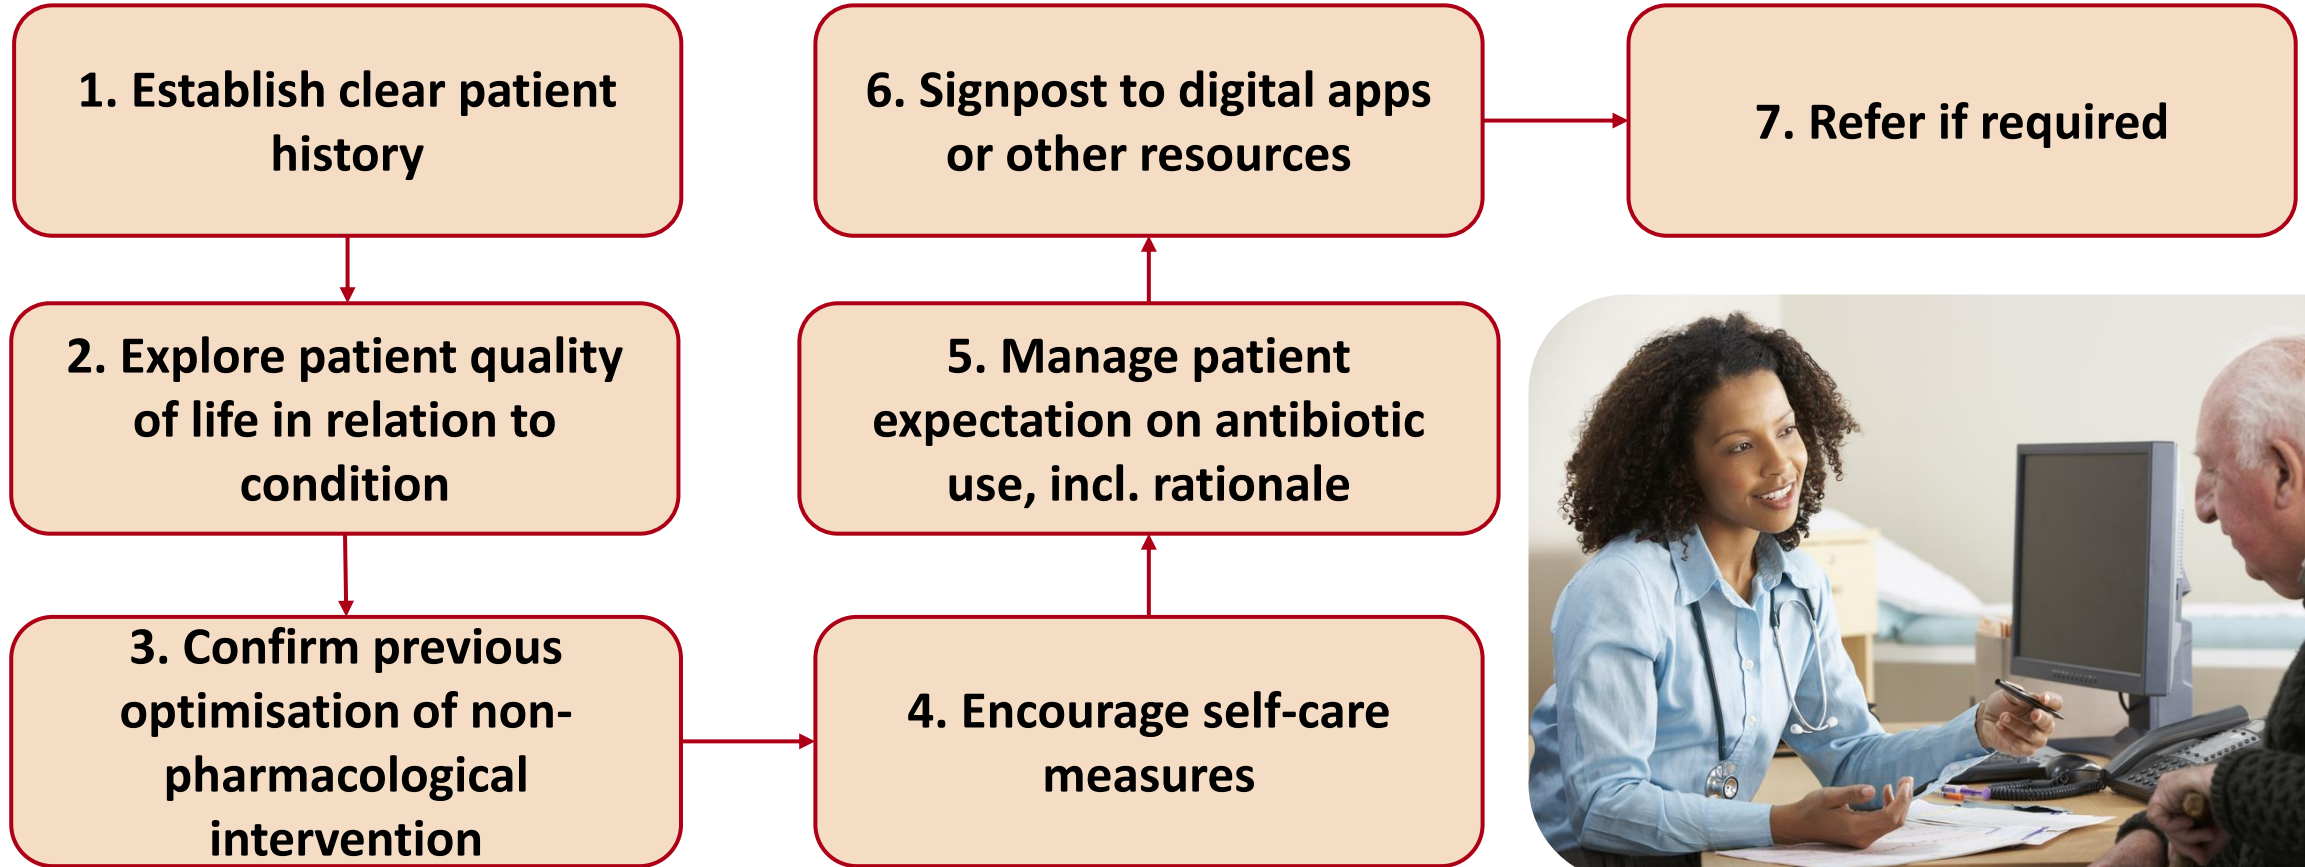 1. Establish clear patient
history
2. Explore patient quality
of life in relation to
condition
3. Confirm previous
optimisation of non-
pharmacological
intervention
4. Encourage self-care
measures
5. Manage patient
expectation on antibiotic
use, incl. rationale
6. Signpost to digital apps
or other resources
7. Refer if required